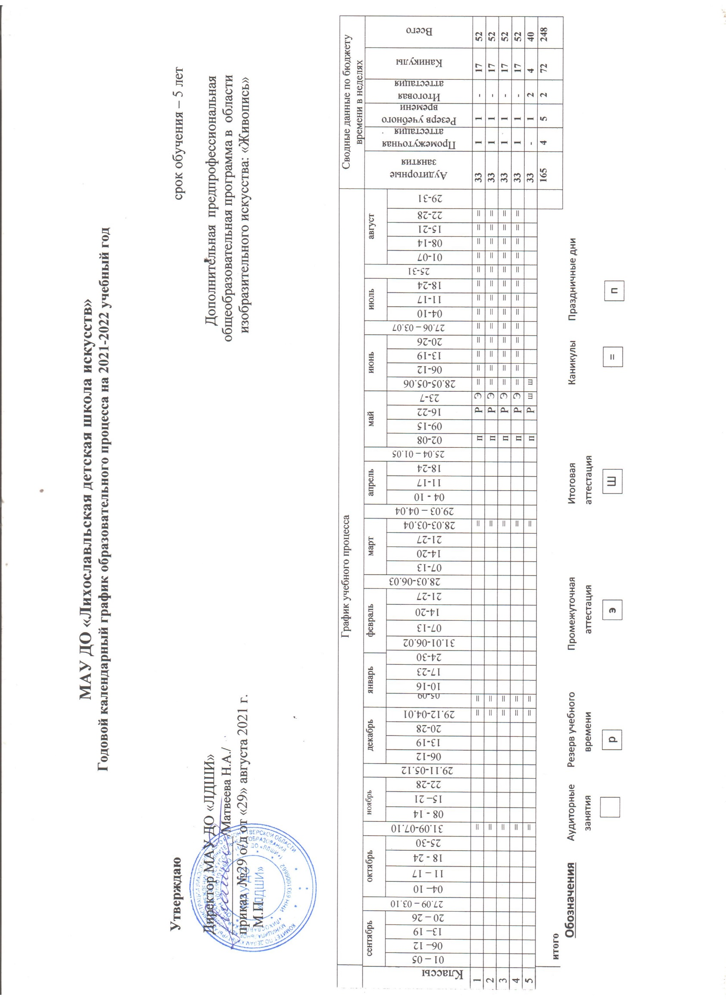 МАУ ДО «Лихославльская детская школа искусств»
Годовой календарный график образовательного процесса на 2021-2022 учебный год
Утверждаю
срок обучения – 5 лет
Директор МАУ ДО «ЛДШИ»
/Матвеева Н.А./
приказ №29 о/д от «29» августа 2021 г.
М.П.
Дополнительная предпрофессиональная
общеобразовательная программа в области
изобразительного искусства: «Живопись»
МАУ ДО
«ЛДШИ»
График учебного процесса
Сводные данные по бюджету
времени в неделях
Классы
сентябрь
01 – 05
06– 12
13– 19
20 – 26
27.09 – 03.10
октябрь
04– 10
11 – 17
18 - 24
25-30
31.09-07.10
ноябрь
08 - 14
15– 21
22-28
29.11-05.12
декабрь
06-12
13-19
20-28
29.12-04.01
январь
05-09
10-16
17-23
24-30
февраль
31.01-06.02
07-13
14-20
21-27
28.03-06.03
март
07-13
14-20
21-27
28.03-03.04
29.03 – 04.04
апрель
04 - 10
11-17
18-24
25.04 – 01.05
май
02-08
09-15
16-22
23-7
июнь
28.05-05.06
06-12
13-19
20-26
27.06 – 03.07
июль
04-10
11-17
18-24
25-31
август
01-07
08-14
15-21
22-28
29-31
Аудиторные
занятия
Промежуточная
аттестация
Резерв учебного
времени
Итоговая
аттестация
Каникулы
Всего
1 = = = = п Р Э = = = = = = = = = = = = = 33 1 1 - 17 52
2 = = = = п Р Э = = = = = = = = = = = = = 33 1 1 - 17 52
3 = = = = п Р Э = = = = = = = = = = = = = 33 1 1 - 17 52
4 = = = = п Р Э = = = = = = = = = = = = = 33 1 1 - 17 52
5 = = = = п Р ш ш 33 - 1 2 4 40
итого 165 4 5 2 72 248
Обозначения
Аудиторные
занятия
Резерв учебного
времени
р
Промежуточная
аттестация
э
Итоговая
аттестация
Ш
Каникулы
=
Праздничные дни
п